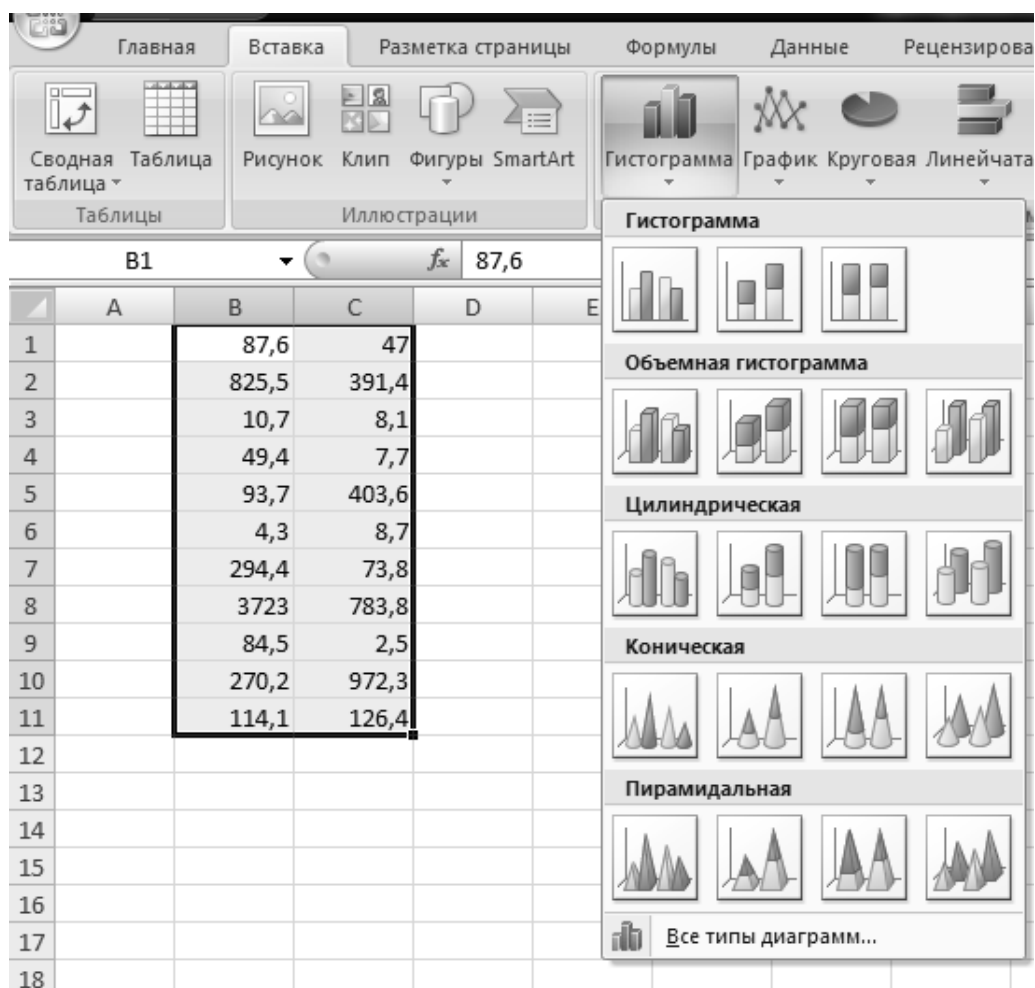 Главная Вставка Разметка страницы Формулы Данные Рецензирова
Сводная таблица Таблица Рисунок Клип Фигуры SmartArt Гистограмма График Круговая Линейчата
Таблицы Иллюстрации
B1 fx 87,6
A B C D E
1 87,6 47
2 825,5 391,4
3 10,7 8,1
4 49,4 7,7
5 93,7 403,6
6 4,3 8,7
7 294,4 73,8
8 3723 783,8
9 84,5 2,5
10 270,2 972,3
11 114,1 126,4
12
13
14
15
16
17
18
Гистограмма
Объемная гистограмма
Цилиндрическая
Коническая
Пирамидальная
Все типы диаграмм...